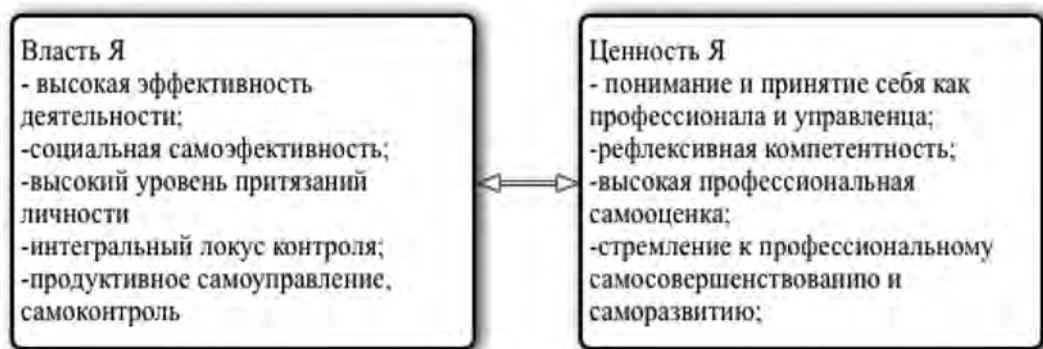 Власть Я
- высокая эффективность
деятельности;
-социальная самоэфективность;
-высокий уровень притязаний
личности
-интегральный локус контроля;
-продуктивное самоуправление,
самоконтроль
Ценность Я
- понимание и принятие себя как
профессионала и управленца;
-рефлексивная компетентность;
-высокая профессиональная
самооценка;
-стремление к профессиональному
самосовершенствованию и
саморазвитию;